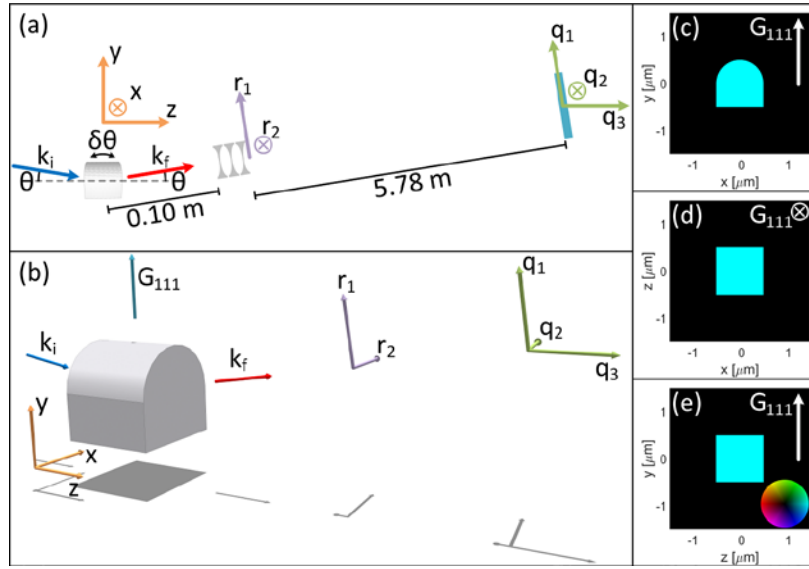 (a)
y
x
z
δθ
k_i
k_f
θ
θ
0.10 m
r_1
r_2
5.78 m
q_1
q_2
q_3
(b)
G_111
k_i
k_f
y
x
z
r_1
r_2
q_1
q_2
q_3
(c)
G_111
y [μm]
1
0
-1
-1 0 1
x [μm]
(d)
G_111
z [μm]
1
0
-1
-1 0 1
x [μm]
(e)
G_111
y [μm]
1
0
-1
-1 0 1
z [μm]